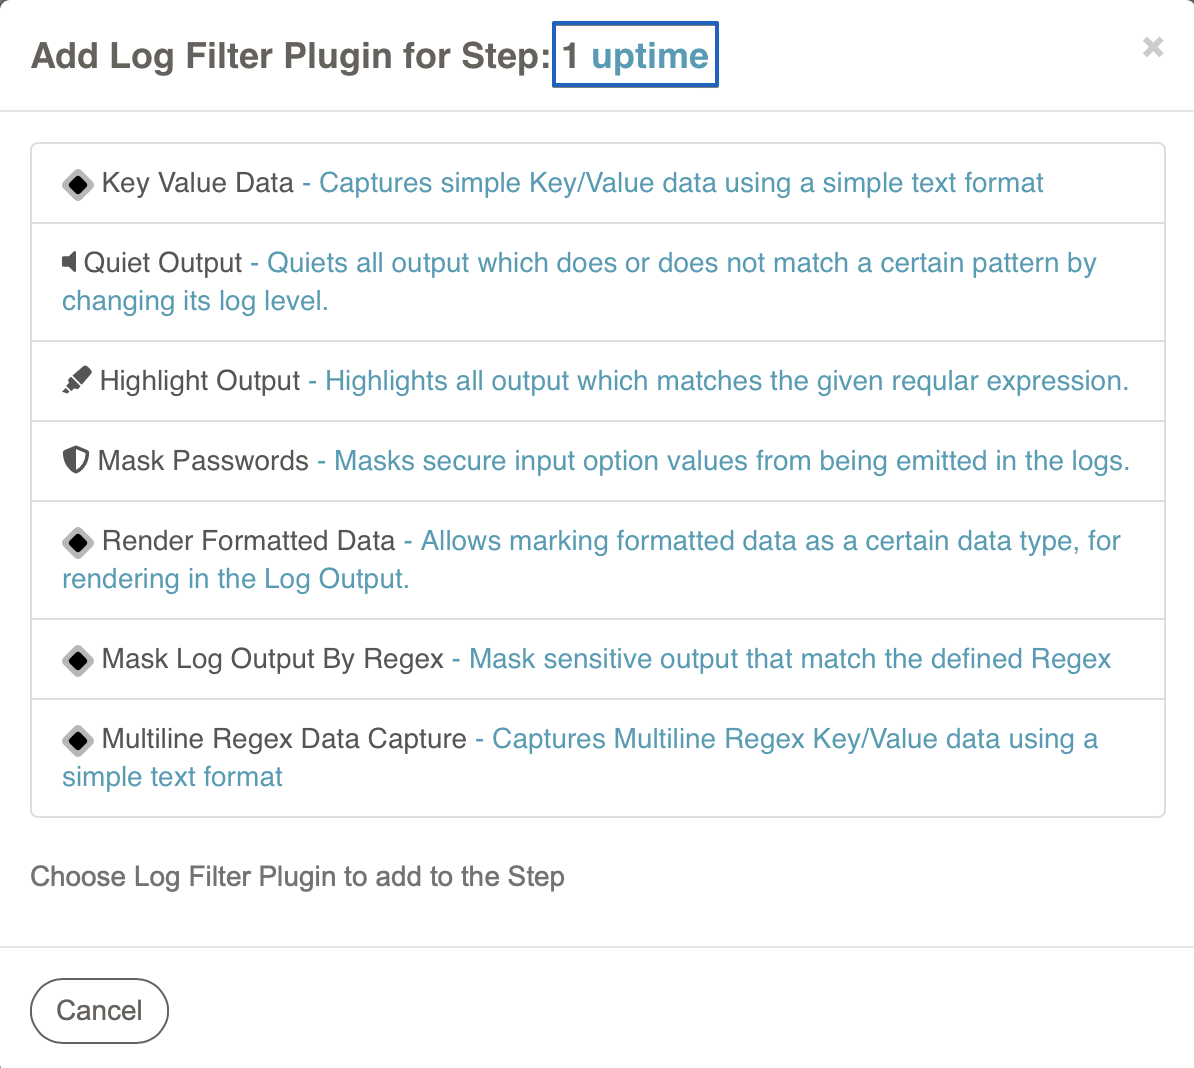 Add Log Filter Plugin for Step: 1 uptime
×
Key Value Data - Captures simple Key/Value data using a simple text format
Quiet Output - Quiets all output which does or does not match a certain pattern by
changing its log level.
Highlight Output - Highlights all output which matches the given reqular expression.
Mask Passwords - Masks secure input option values from being emitted in the logs.
Render Formatted Data - Allows marking formatted data as a certain data type, for
rendering in the Log Output.
Mask Log Output By Regex - Mask sensitive output that match the defined Regex
Multiline Regex Data Capture - Captures Multiline Regex Key/Value data using a
simple text format
Choose Log Filter Plugin to add to the Step
Cancel